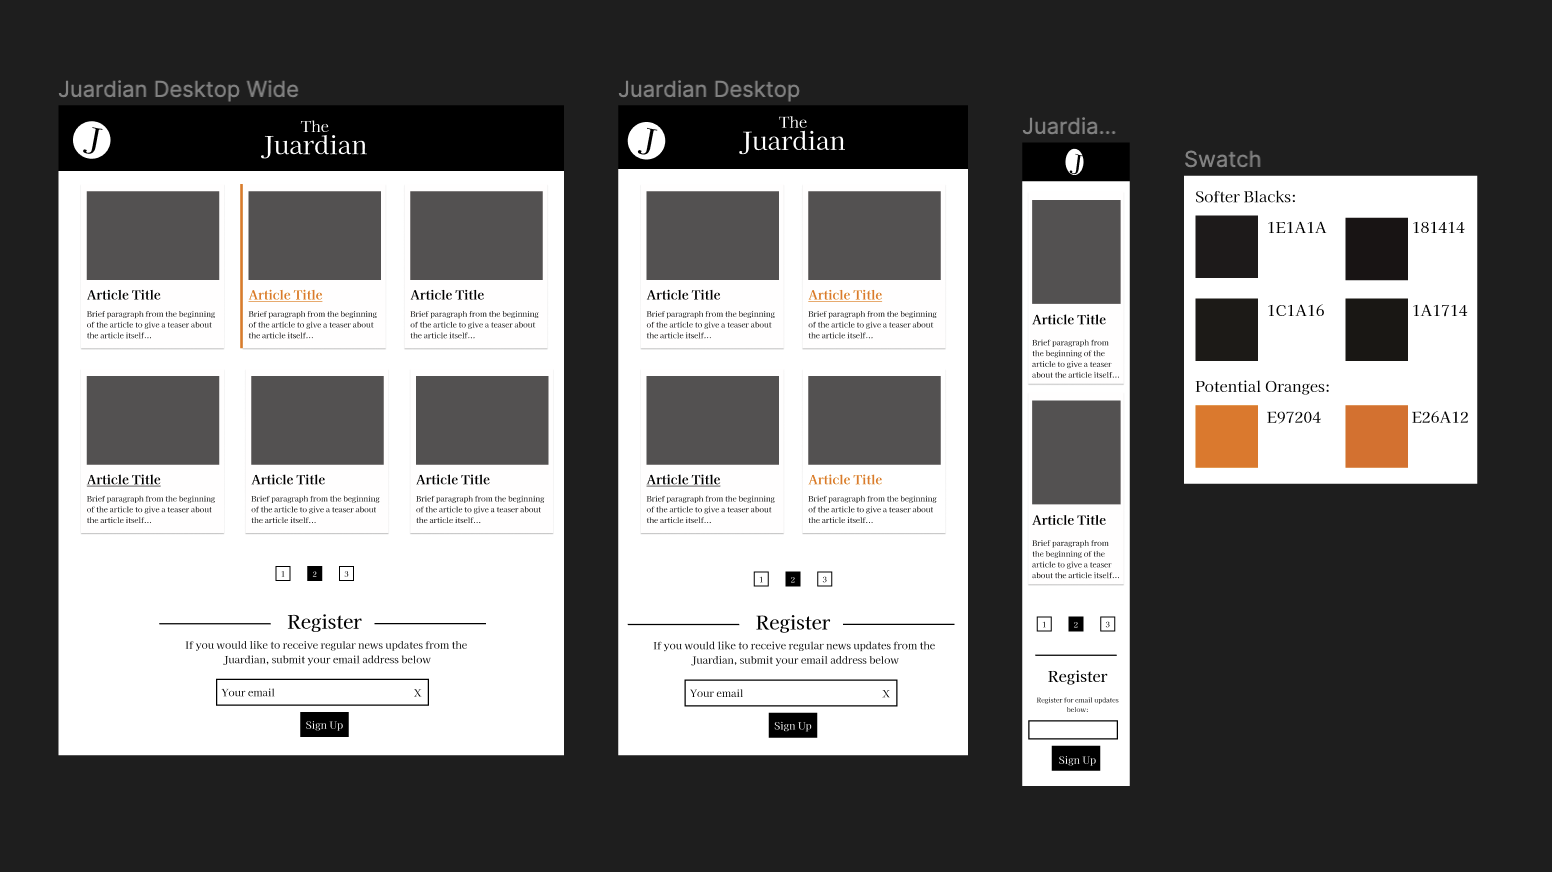 Juardian Desktop Wide
J
The
Juardian
Article Title
Brief paragraph from the beginning
of the article to give a teaser about
the article itself...
Article Title
Brief paragraph from the beginning
of the article to give a teaser about
the article itself...
Article Title
Brief paragraph from the beginning
of the article to give a teaser about
the article itself...
Article Title
Brief paragraph from the beginning
of the article to give a teaser about
the article itself...
Article Title
Brief paragraph from the beginning
of the article to give a teaser about
the article itself...
Article Title
Brief paragraph from the beginning
of the article to give a teaser about
the article itself...
1 2 3
Register
If you would like to receive regular news updates from the
Juardian, submit your email address below
Your email X
Sign Up
Juardian Desktop
J
The
Juardian
Article Title
Brief paragraph from the beginning
of the article to give a teaser about
the article itself...
Article Title
Brief paragraph from the beginning
of the article to give a teaser about
the article itself...
Article Title
Brief paragraph from the beginning
of the article to give a teaser about
the article itself...
Article Title
Brief paragraph from the beginning
of the article to give a teaser about
the article itself...
1 2 3
Register
If you would like to receive regular news updates from the
Juardian, submit your email address below
Your email X
Sign Up
Juardia...
J
Article Title
Brief paragraph from
the beginning of the
article to give a teaser
about the article itself...
Article Title
Brief paragraph from
the beginning of the
article to give a teaser
about the article itself...
1 2 3
Register
Register for email updates
below:
Sign Up
Swatch
Softer Blacks:
1E1A1A 181414
1C1A16 1A1714
Potential Oranges:
E97204 E26A12